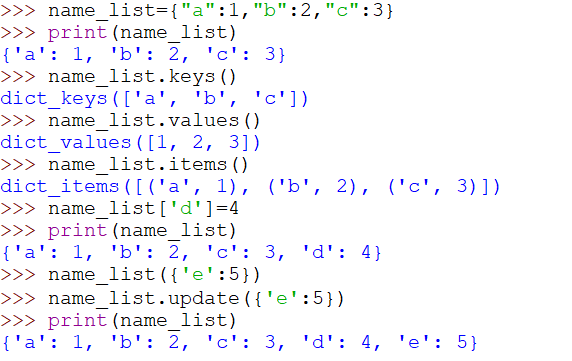 >>> name_list={"a":1,"b":2,"c":3}
>>> print(name_list)
{'a': 1, 'b': 2, 'c': 3}
>>> name_list.keys()
dict_keys(['a', 'b', 'c'])
>>> name_list.values()
dict_values([1, 2, 3])
>>> name_list.items()
dict_items([('a', 1), ('b', 2), ('c', 3)])
>>> name_list['d']=4
>>> print(name_list)
{'a': 1, 'b': 2, 'c': 3, 'd': 4}
>>> name_list({'e':5})
>>> name_list.update({'e':5})
>>> print(name_list)
{'a': 1, 'b': 2, 'c': 3, 'd': 4, 'e': 5}